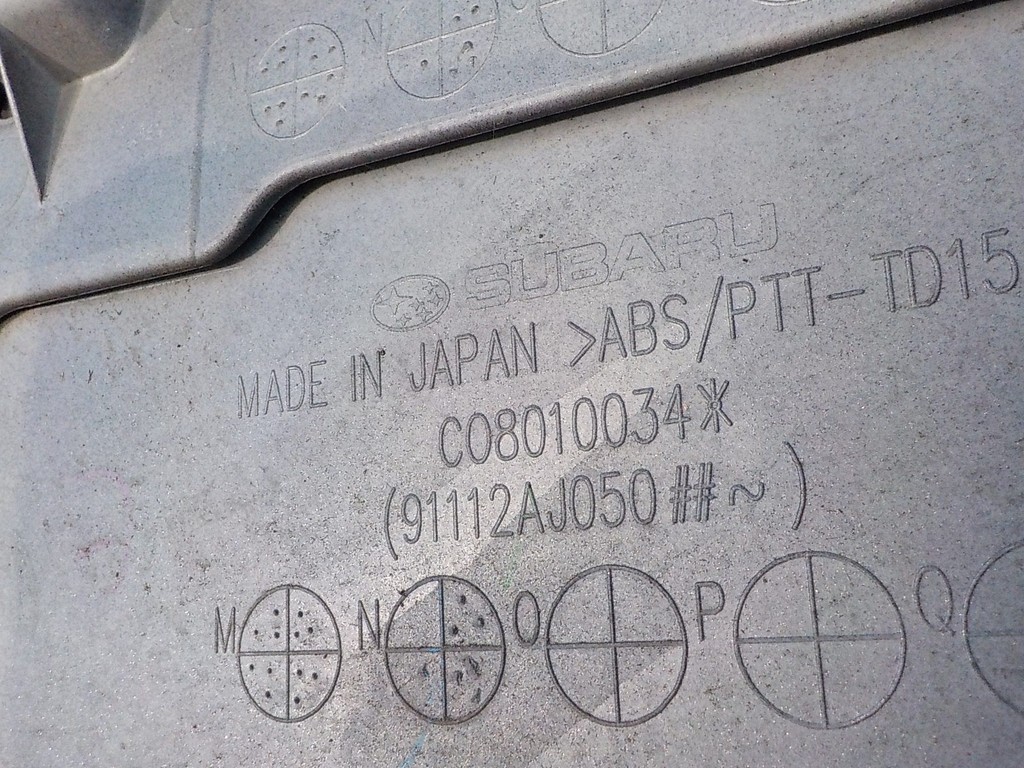 N
SUBARU
MADE IN JAPAN >ABS/PTT-TD15
C08010034*
(91112AJ050##~)
M N O P Q